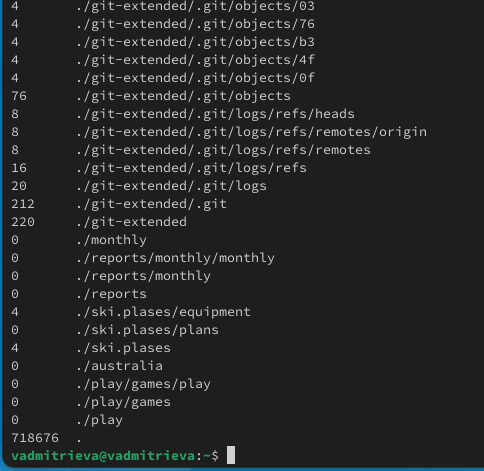 4 ./git-extended/.git/objects/03
4 ./git-extended/.git/objects/76
4 ./git-extended/.git/objects/b3
4 ./git-extended/.git/objects/4f
4 ./git-extended/.git/objects/0f
76 ./git-extended/.git/objects
8 ./git-extended/.git/logs/refs/heads
8 ./git-extended/.git/logs/refs/remotes/origin
8 ./git-extended/.git/logs/refs/remotes
16 ./git-extended/.git/logs/refs
20 ./git-extended/.git/logs
212 ./git-extended/.git
220 ./git-extended
0 ./monthly
0 ./reports/monthly/monthly
0 ./reports/monthly
0 ./reports
4 ./ski.plases/equipment
0 ./ski.plases/plans
4 ./ski.plases
0 ./australia
0 ./play/games/play
0 ./play/games
0 ./play
718676 .
vadmitrieva@vadmitrieva:~$